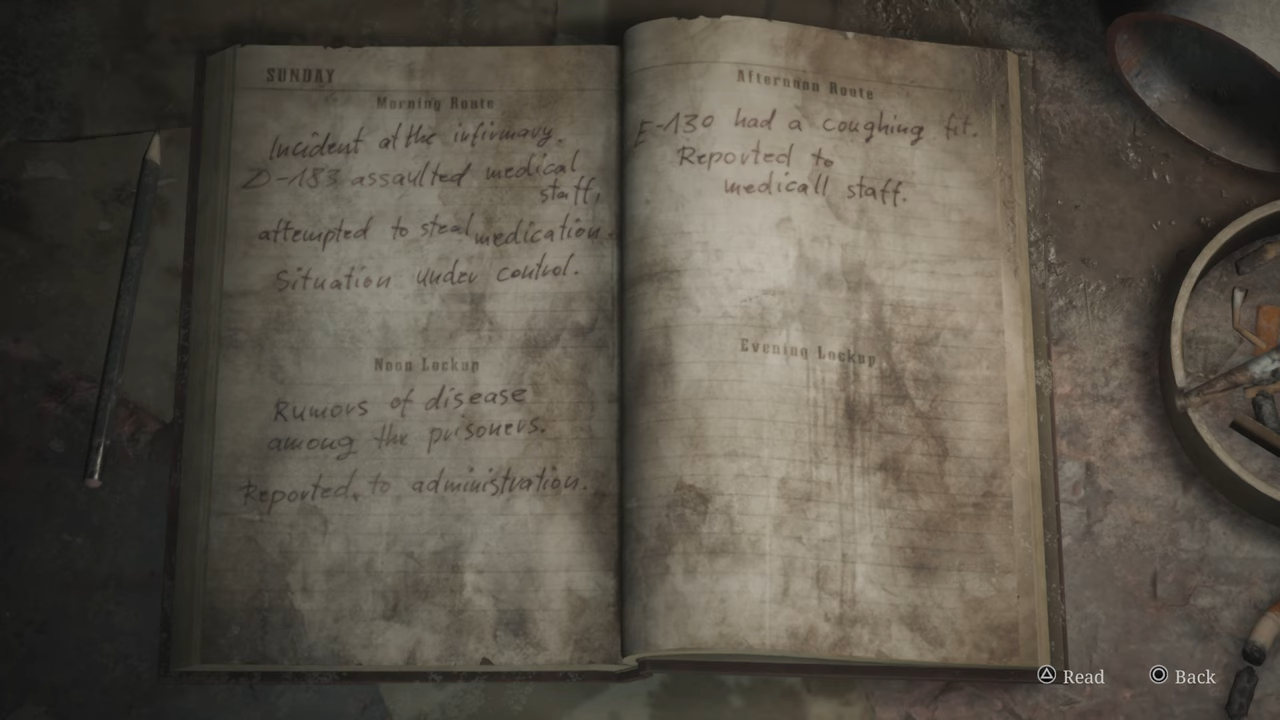 SUNDAY
Morning Route
Incident at the infirmary.
D-183 assaulted medical
staff,
attempted to steal medication.
Situation under control.
Noon Lockup
Rumors of disease
among the prisoners.
Reported to administration.
Afternoon Route
E-130 had a coughing fit.
Reported to
medicall staff.
Evening Lockup
Read
Back